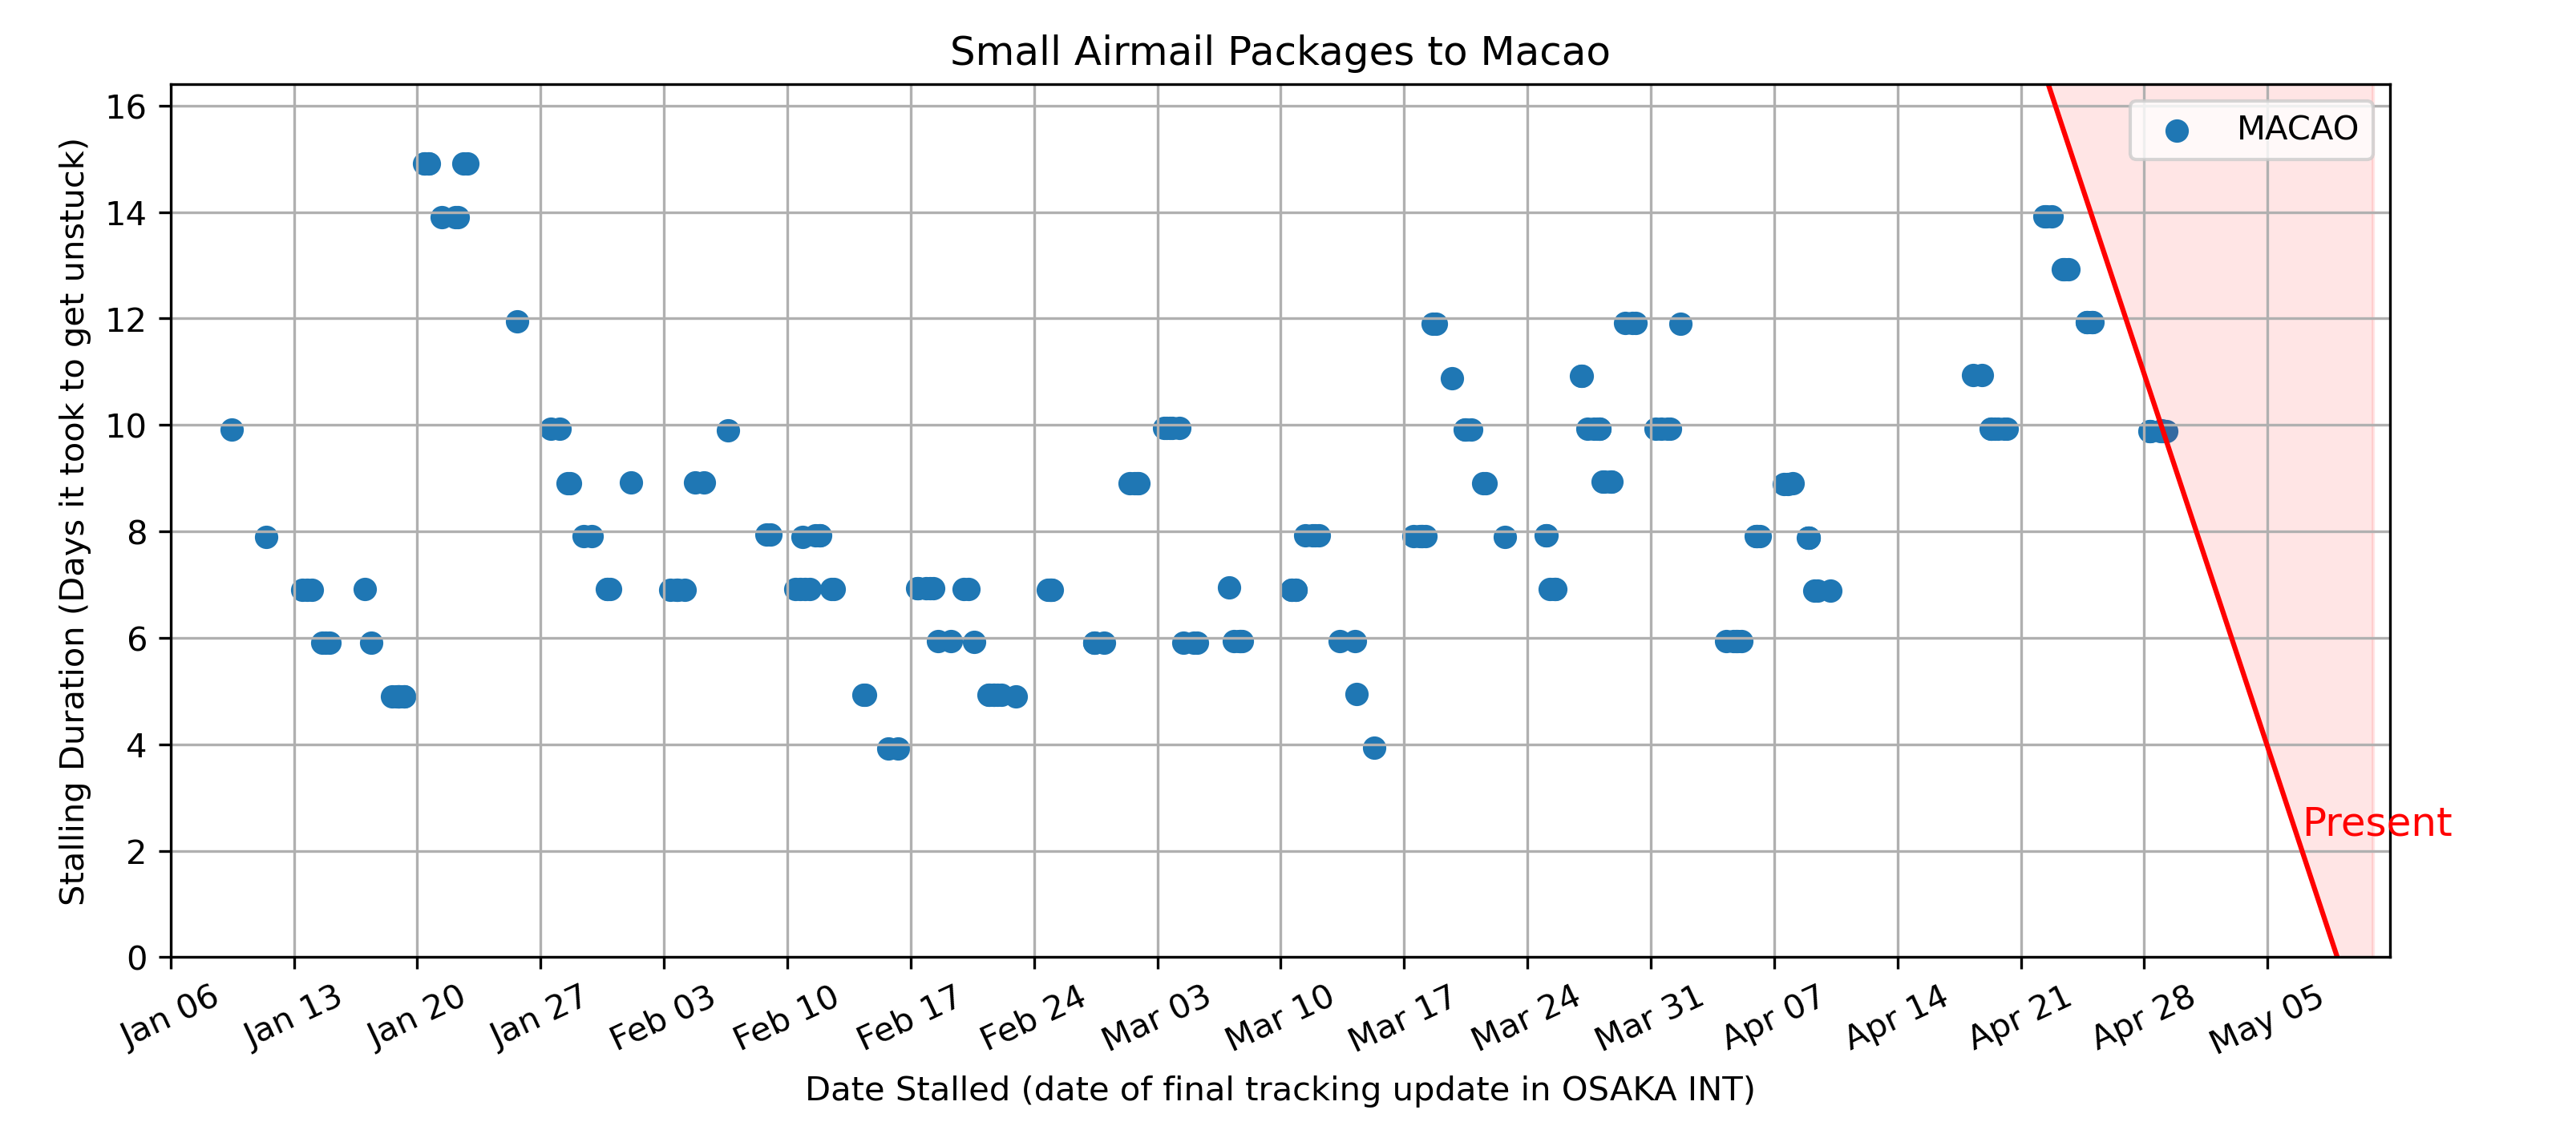 Small Airmail Packages to Macao
Stalling Duration (Days it took to get unstuck)
16
14
12
10
8
6
4
2
0
MACAO
Present
Jan 06
Jan 13
Jan 20
Jan 27
Feb 03
Feb 10
Feb 17
Feb 24
Mar 03
Mar 10
Mar 17
Mar 24
Mar 31
Apr 07
Apr 14
Apr 21
Apr 28
May 05
Date Stalled (date of final tracking update in OSAKA INT)